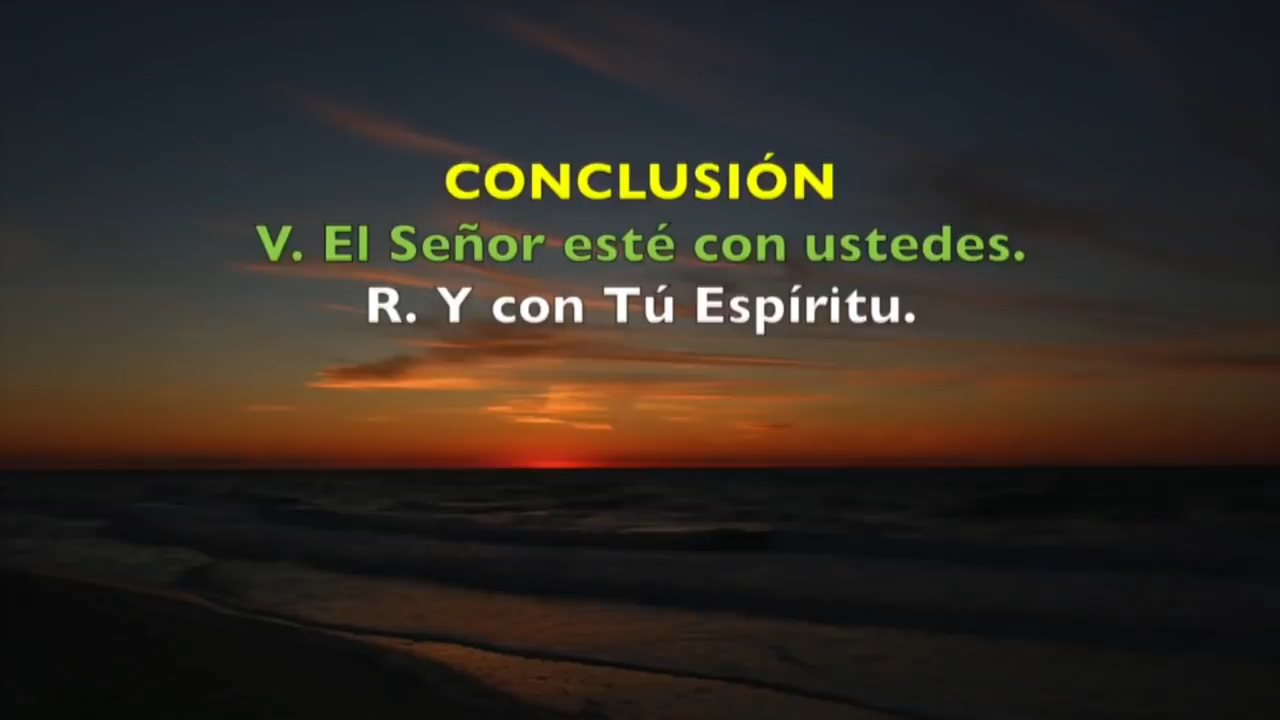 CONCLUSIÓN
V. El Señor esté con ustedes.
R. Y con Tú Espíritu.